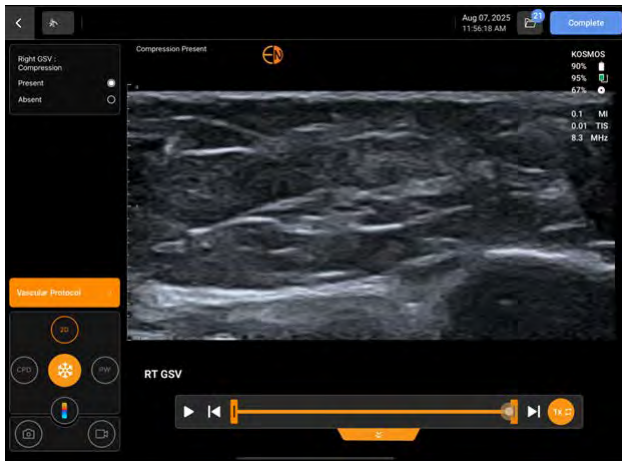 Aug 07, 2025
11:56:18 AM
21
Complete
Right GSV :
Compression
Present
Absent
Compression Present
KOSMOS
90%
95%
67%
0.1 MI
0.01 TIS
8.3 MHz
Vascular Protocol
2D
CPD
PW
RT GSV
1x